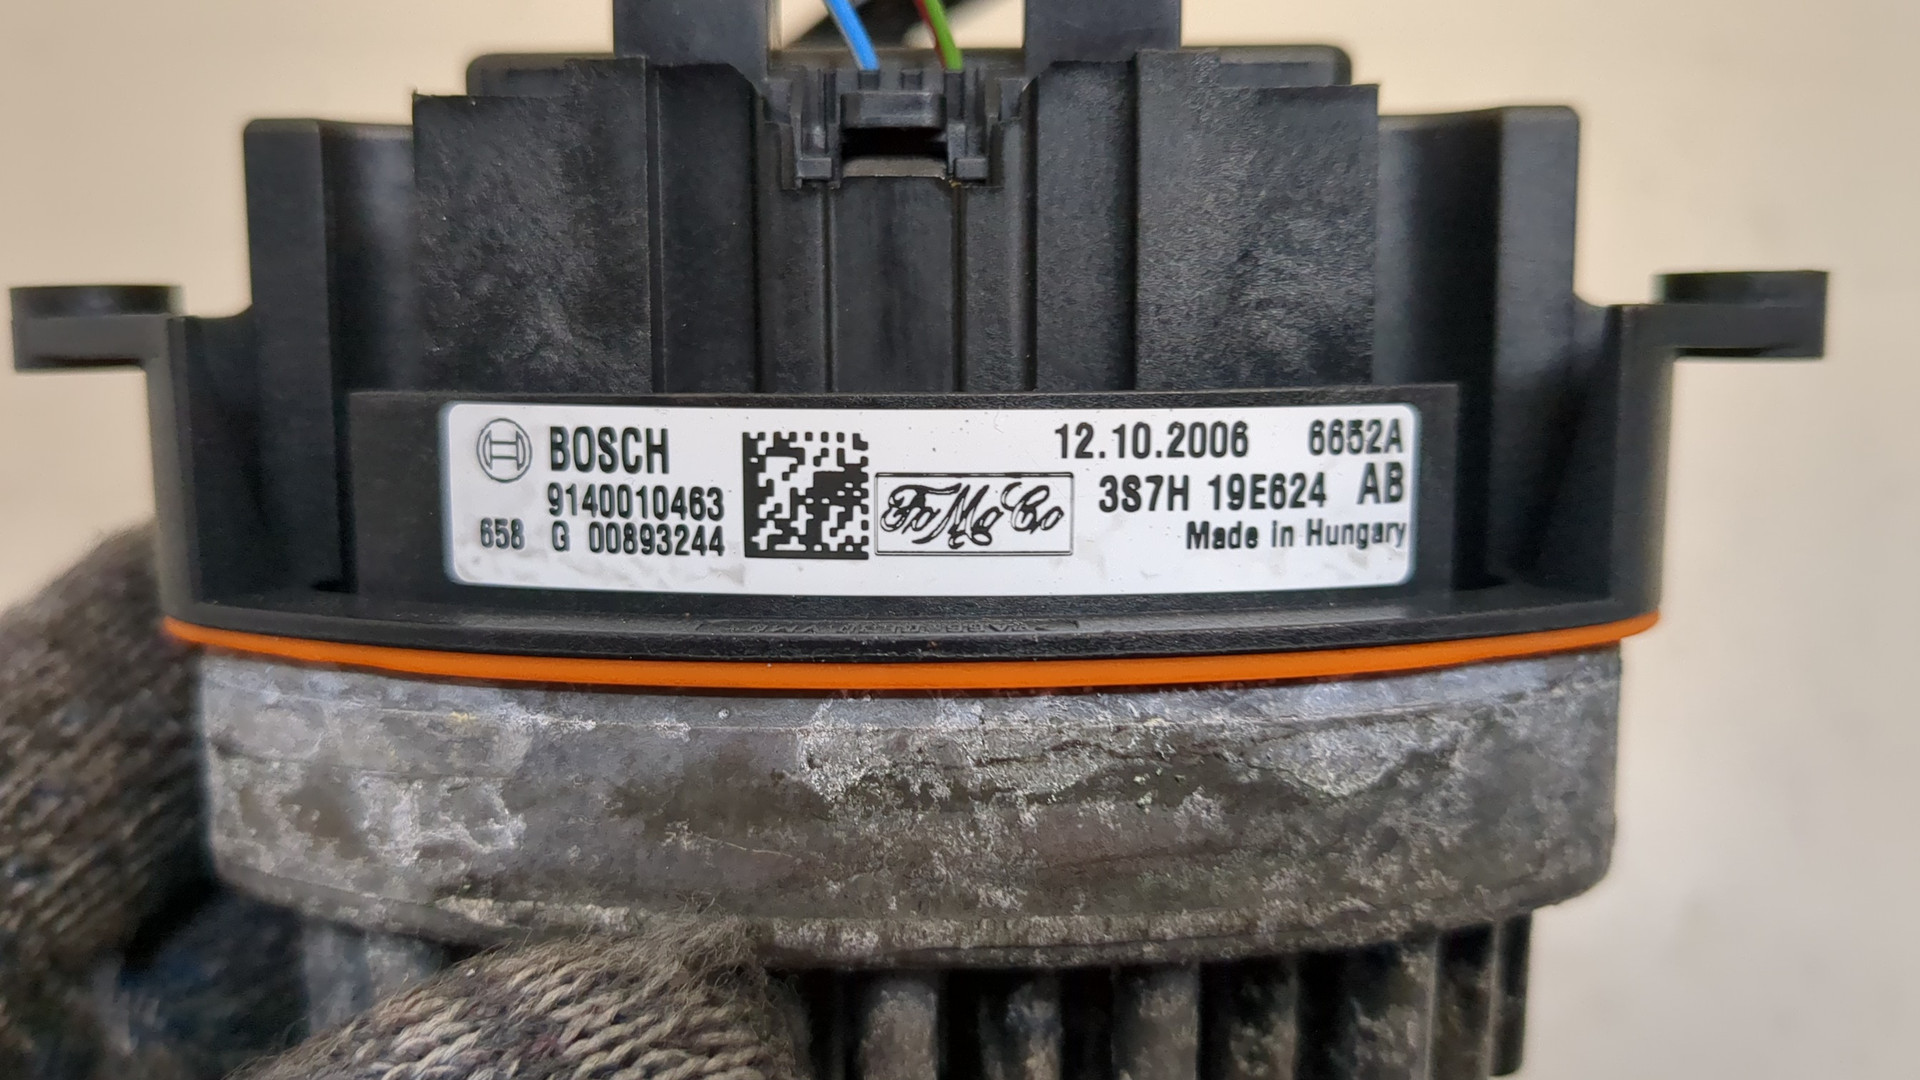 BOSCH
9140010463
658 G 00893244
FoMoCo
12.10.2006 6652A
3S7H 19E624 AB
Made in Hungary